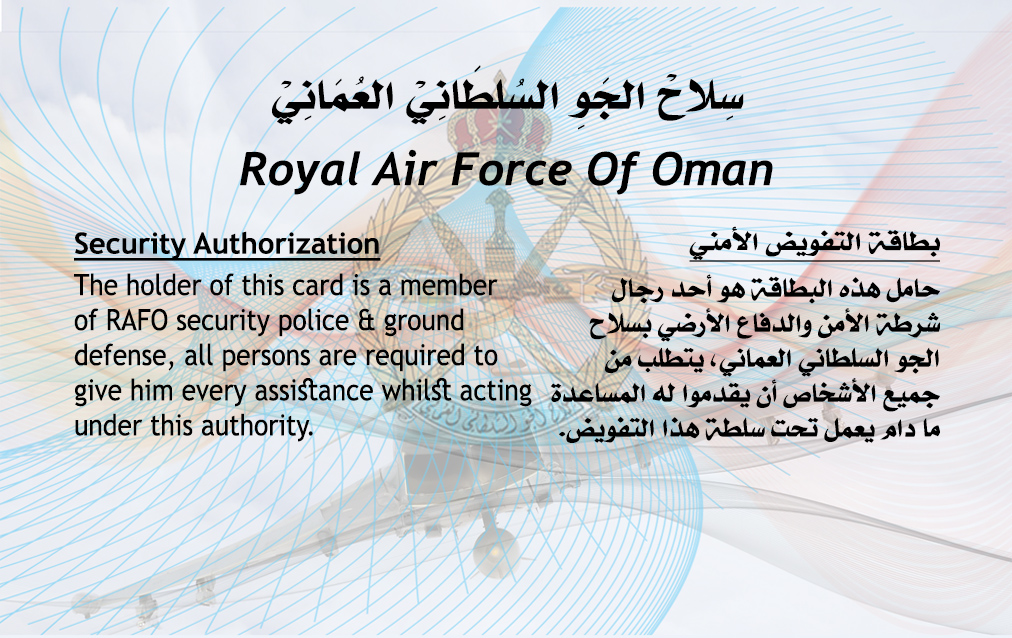 سِلاحْ الجَوِ السُلطَانِيْ العُمَانِيْ
Royal Air Force Of Oman
Security Authorization
The holder of this card is a member
of RAFO security police & ground
defense, all persons are required to
give him every assistance whilst acting
under this authority.
بطاقة التفويض الأمني
حامل هذه البطاقة هو أحد رجال
شرطة الأمن والدفاع الأرضي بسلاح
الجو السلطاني العماني، يتطلب من
جميع الأشخاص أن يقدموا له المساعدة
ما دام يعمل تحت سلطة هذا التفويض.